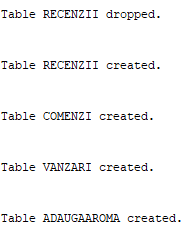 Table RECENZII dropped.
Table RECENZII created.
Table COMENZI created.
Table VANZARI created.
Table ADAUGAAROMA created.